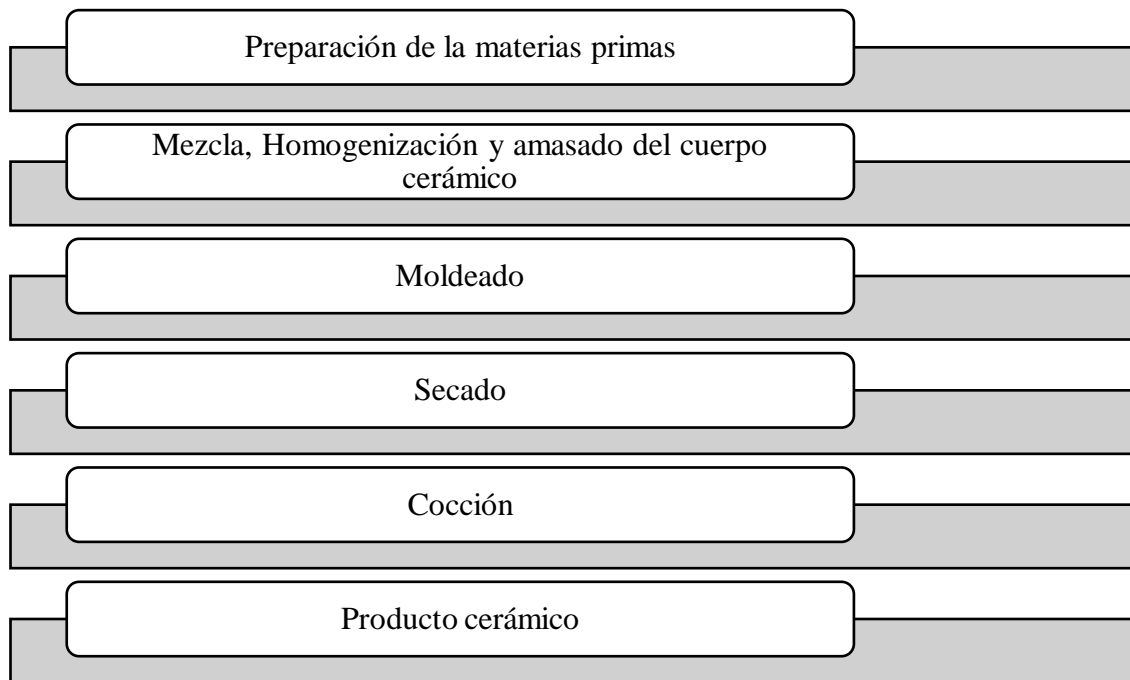 Preparación de la materias primas
Mezcla, Homogenización y amasado del cuerpo
cerámico
Moldeado
Secado
Cocción
Producto cerámico